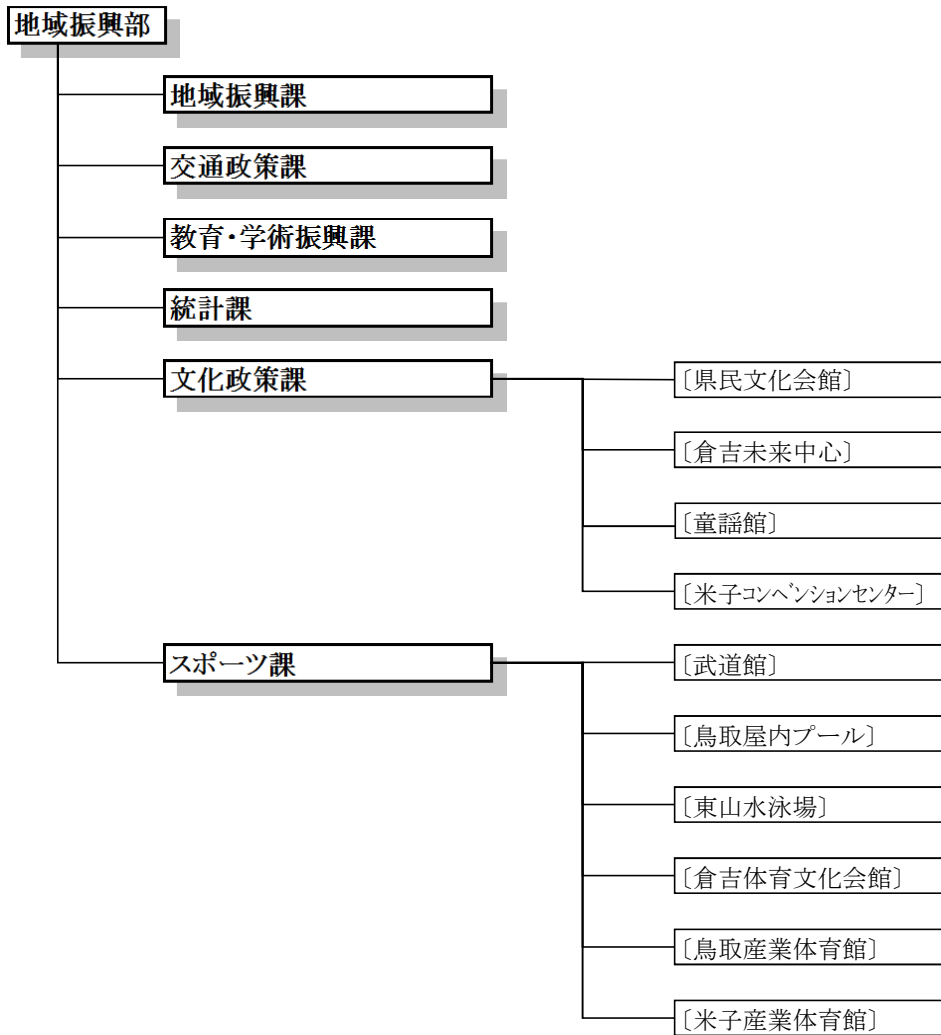 地域振興部
地域振興課
交通政策課
教育・学術振興課
統計課
文化政策課
〔県民文化会館〕
〔倉吉未来中心〕
〔童謡館〕
〔米子コンベンションセンター〕
スポーツ課
〔武道館〕
〔鳥取屋内プール〕
〔東山水泳場〕
〔倉吉体育文化会館〕
〔鳥取産業体育館〕
〔米子産業体育館〕